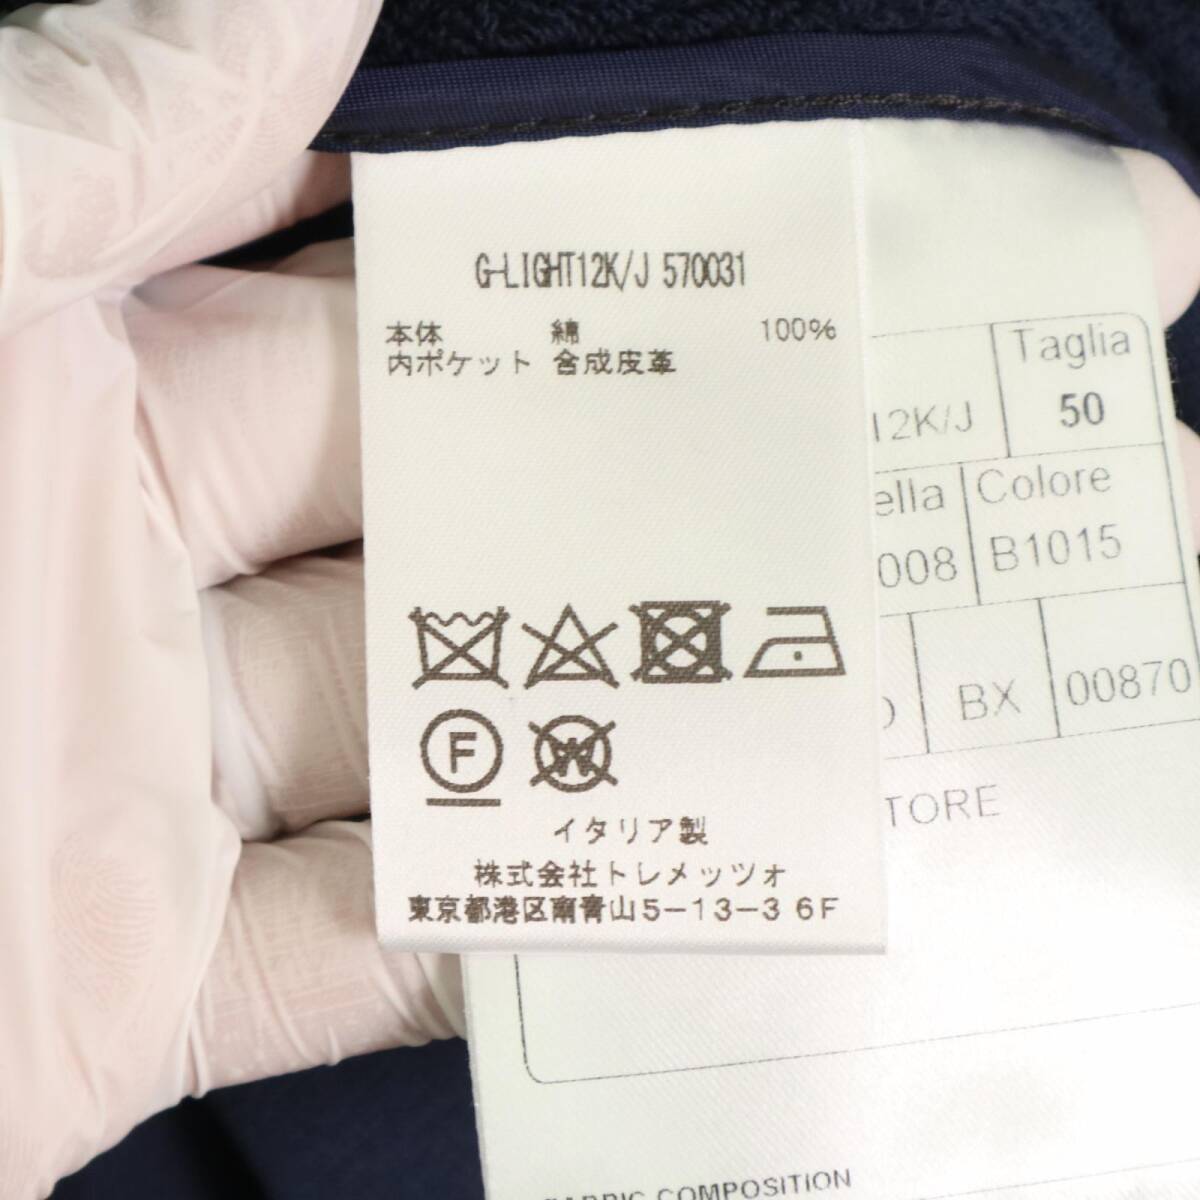 G-LIGHT12K/J 570031
本体 綿 100%
内ポケット 合成皮革
F
W
イタリア製
株式会社トレメッツォ
東京都港区南青山5-13-3 6F
Taglia
12K/J 50
Colore
008 B1015
BX 00870
TORE
COMPOSITION